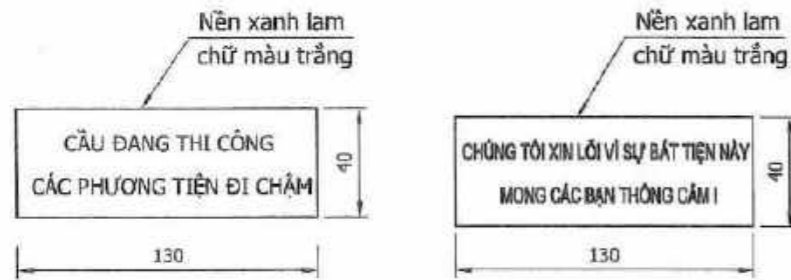 Nền xanh lam
chữ màu trắng
CẦU ĐANG THI CÔNG
CÁC PHƯƠNG TIỆN ĐI CHẬM
40
130
Nền xanh lam
chữ màu trắng
CHÚNG TÔI XIN LỖI VÌ SỰ BẤT TIỆN NÀY
MONG CÁC BẠN THÔNG CẢM !
40
130